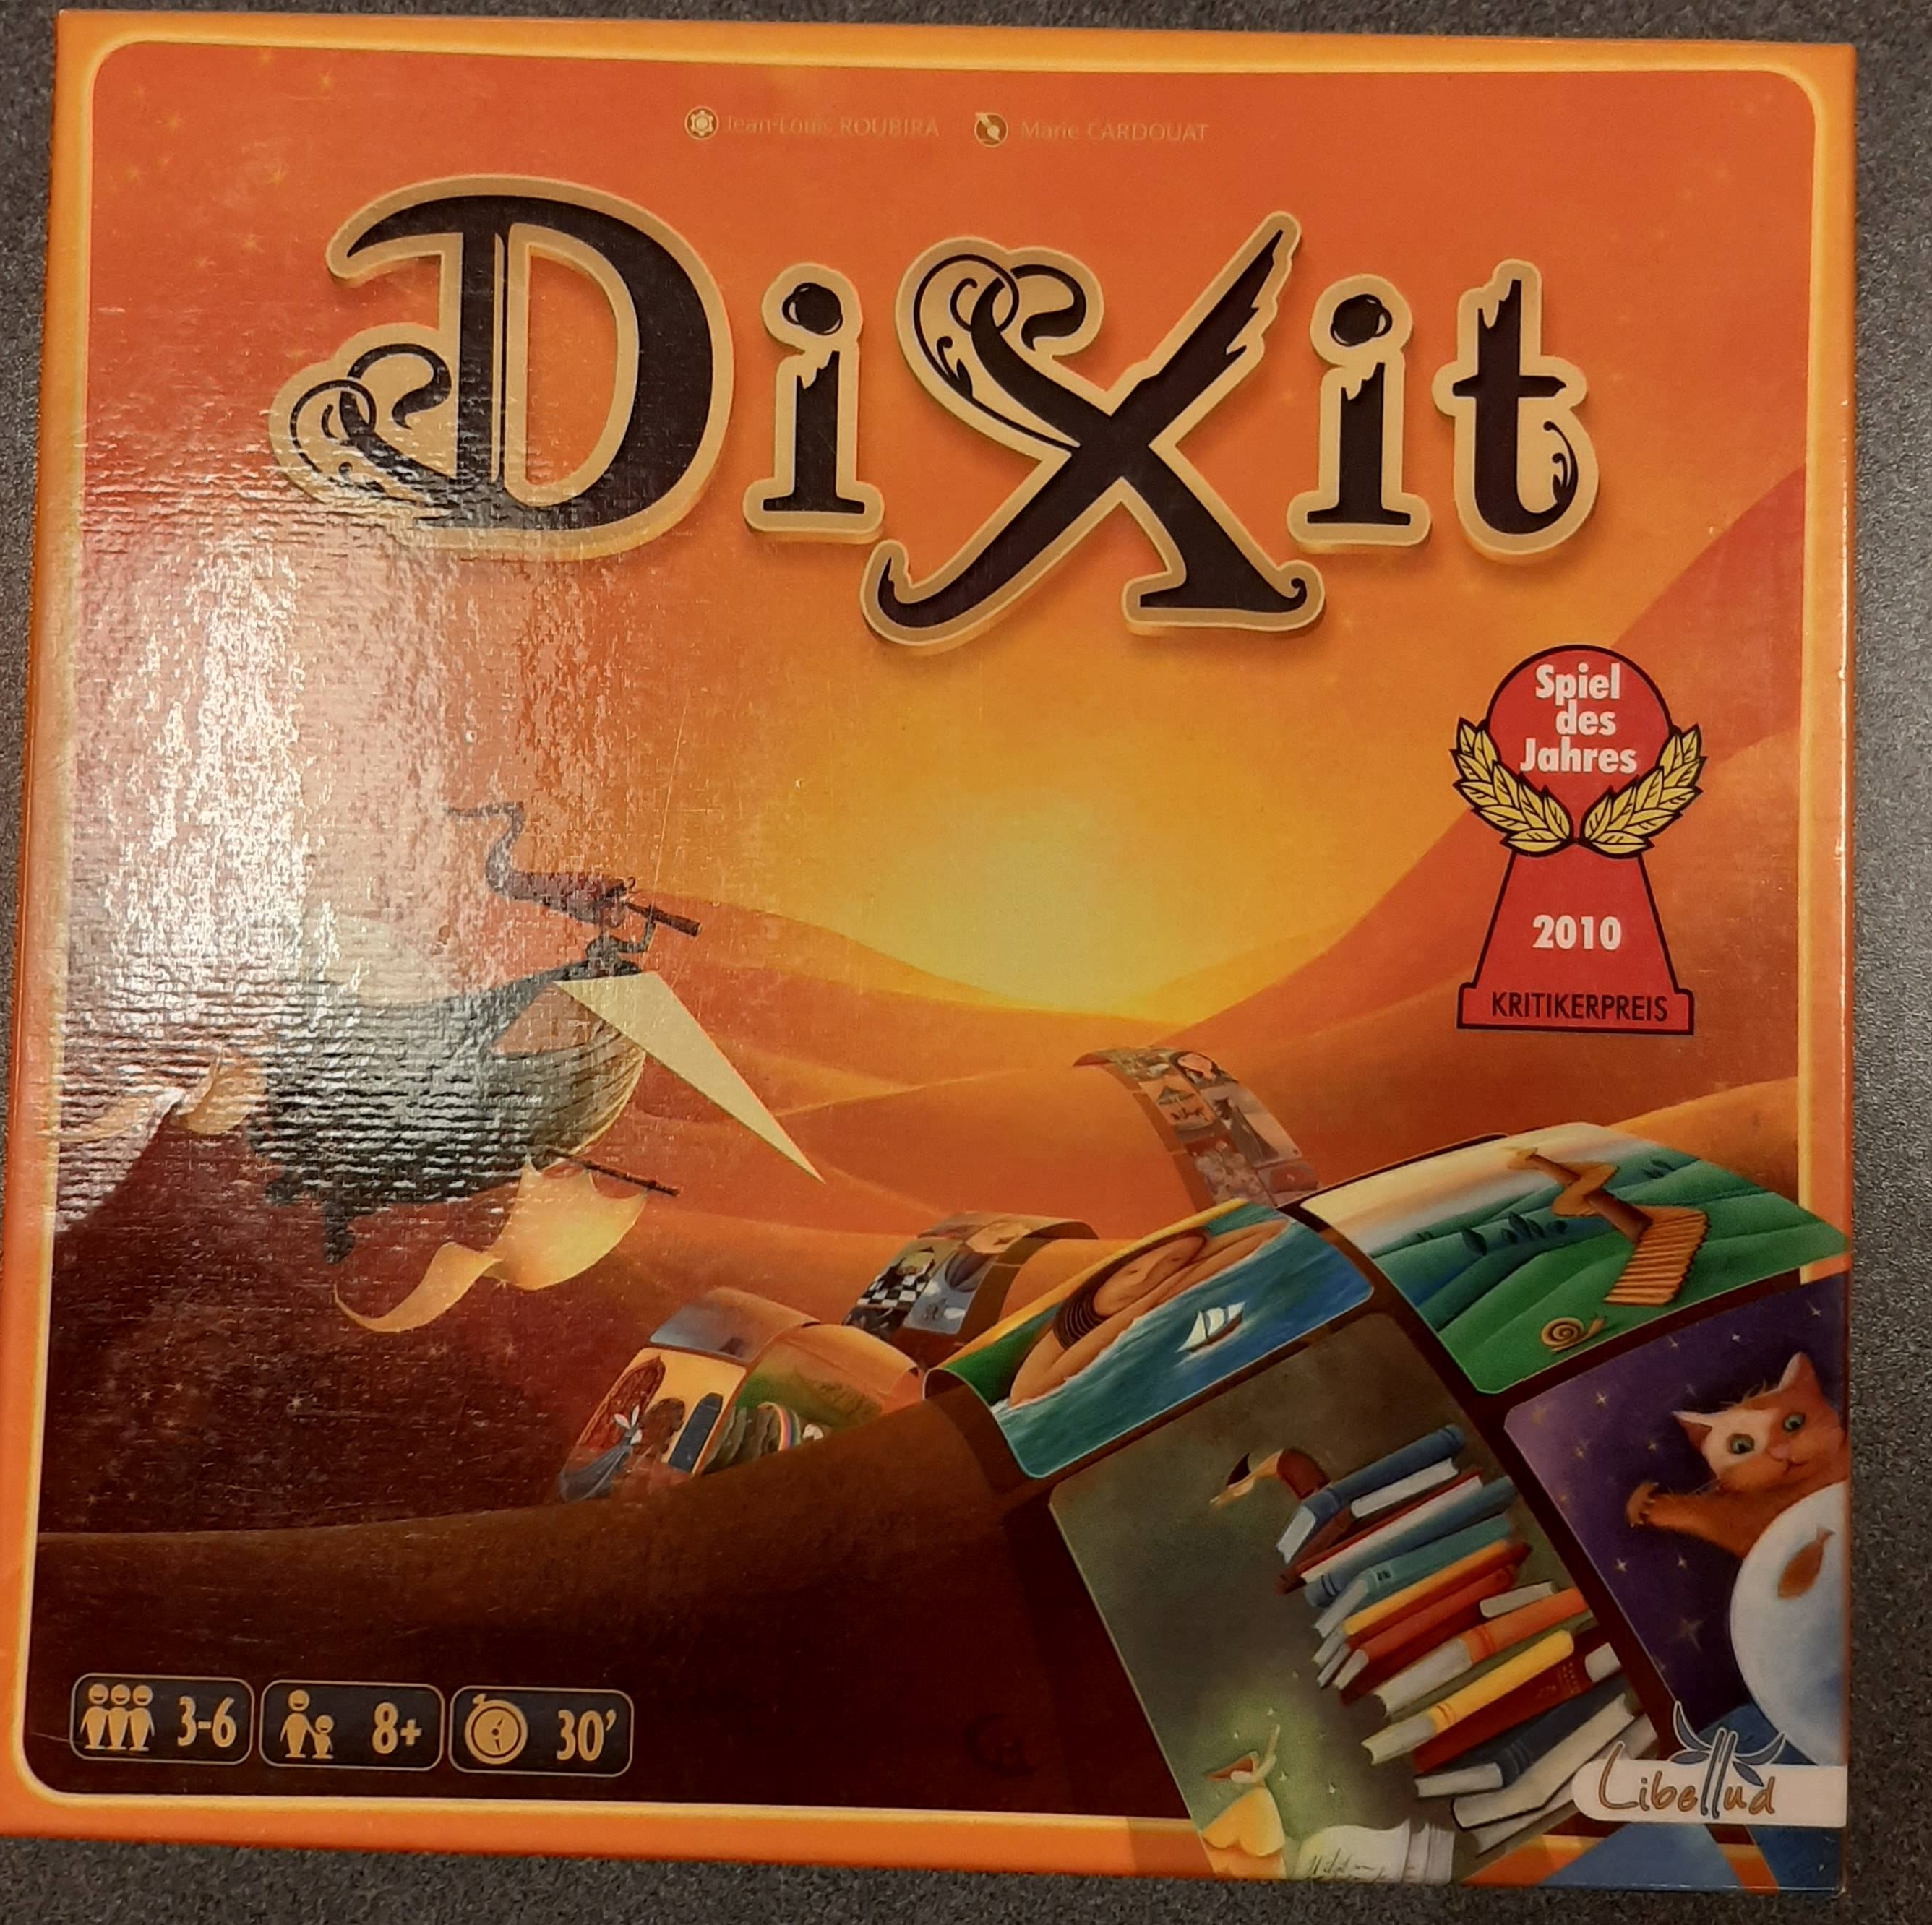 Jean-Louis ROUBIRA Marie CARDOUAT
DiXit
Spiel
des
Jahres
2010
KRITIKERPREIS
3-6 8+ 30’
Libellud